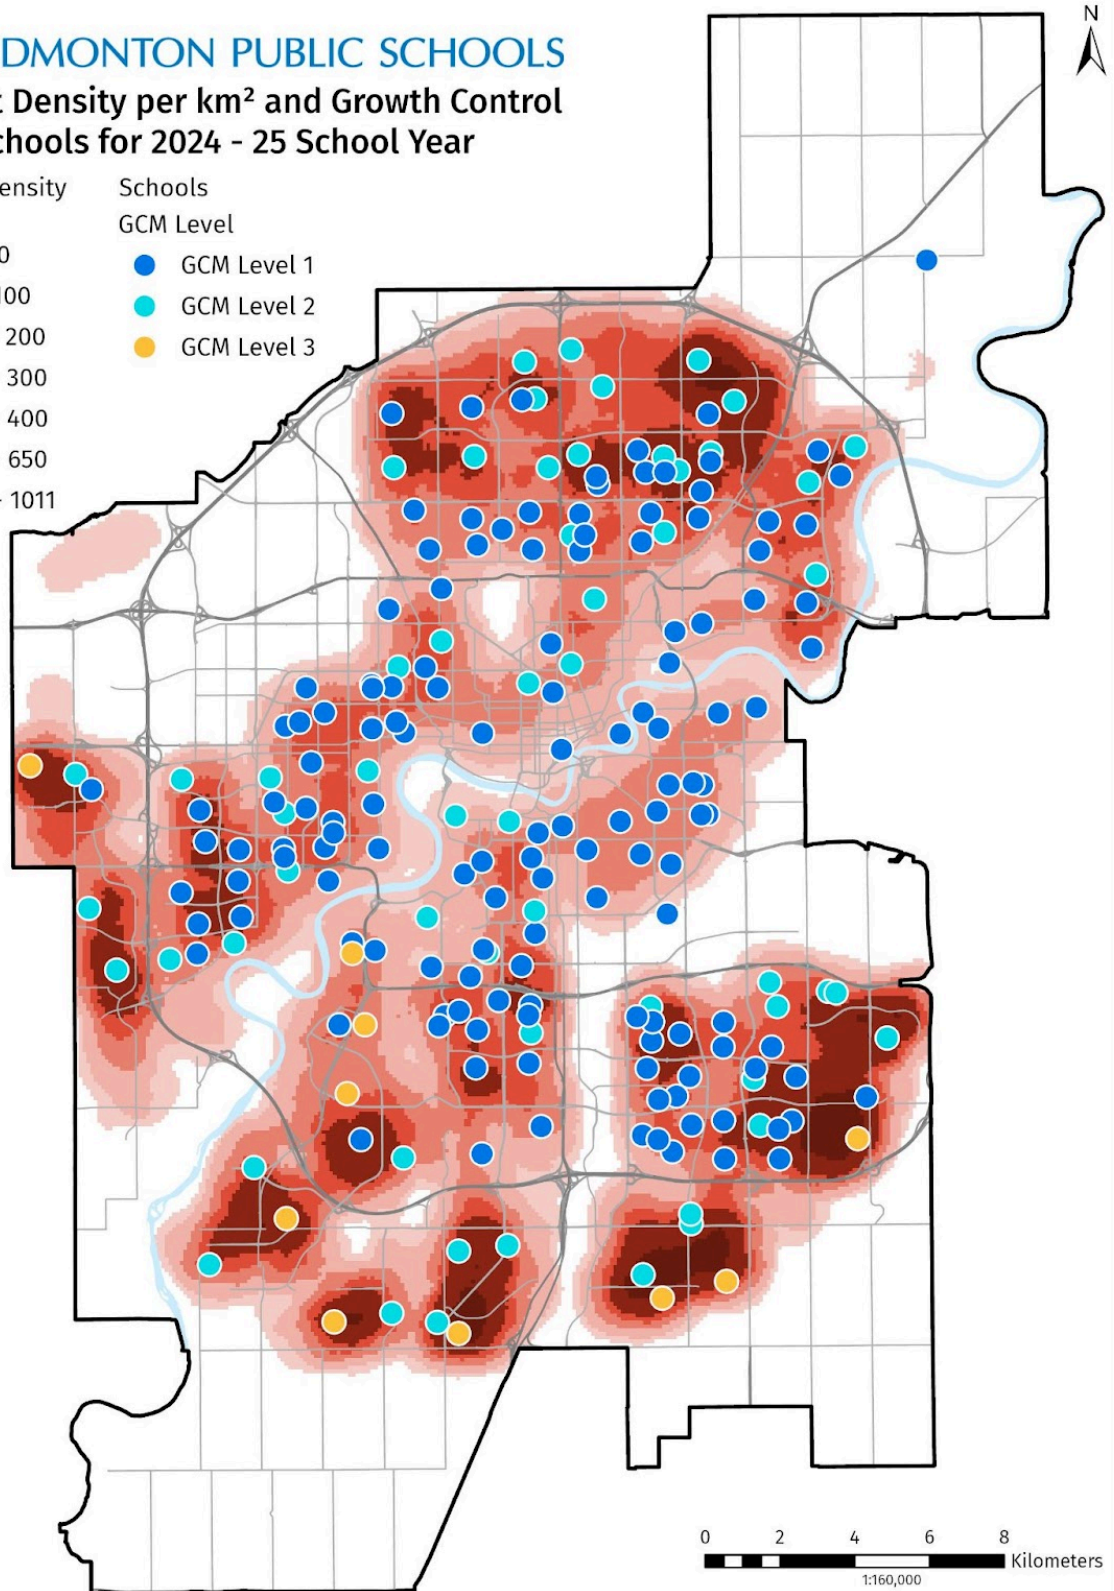 DMONTON PUBLIC SCHOOLS
Density per km² and Growth Control
chools for 2024 - 25 School Year
ensity
Schools
GCM Level
0
GCM Level 1
100
GCM Level 2
200
GCM Level 3
300
400
650
1011
N
0 2 4 6 8
Kilometers
1:160,000